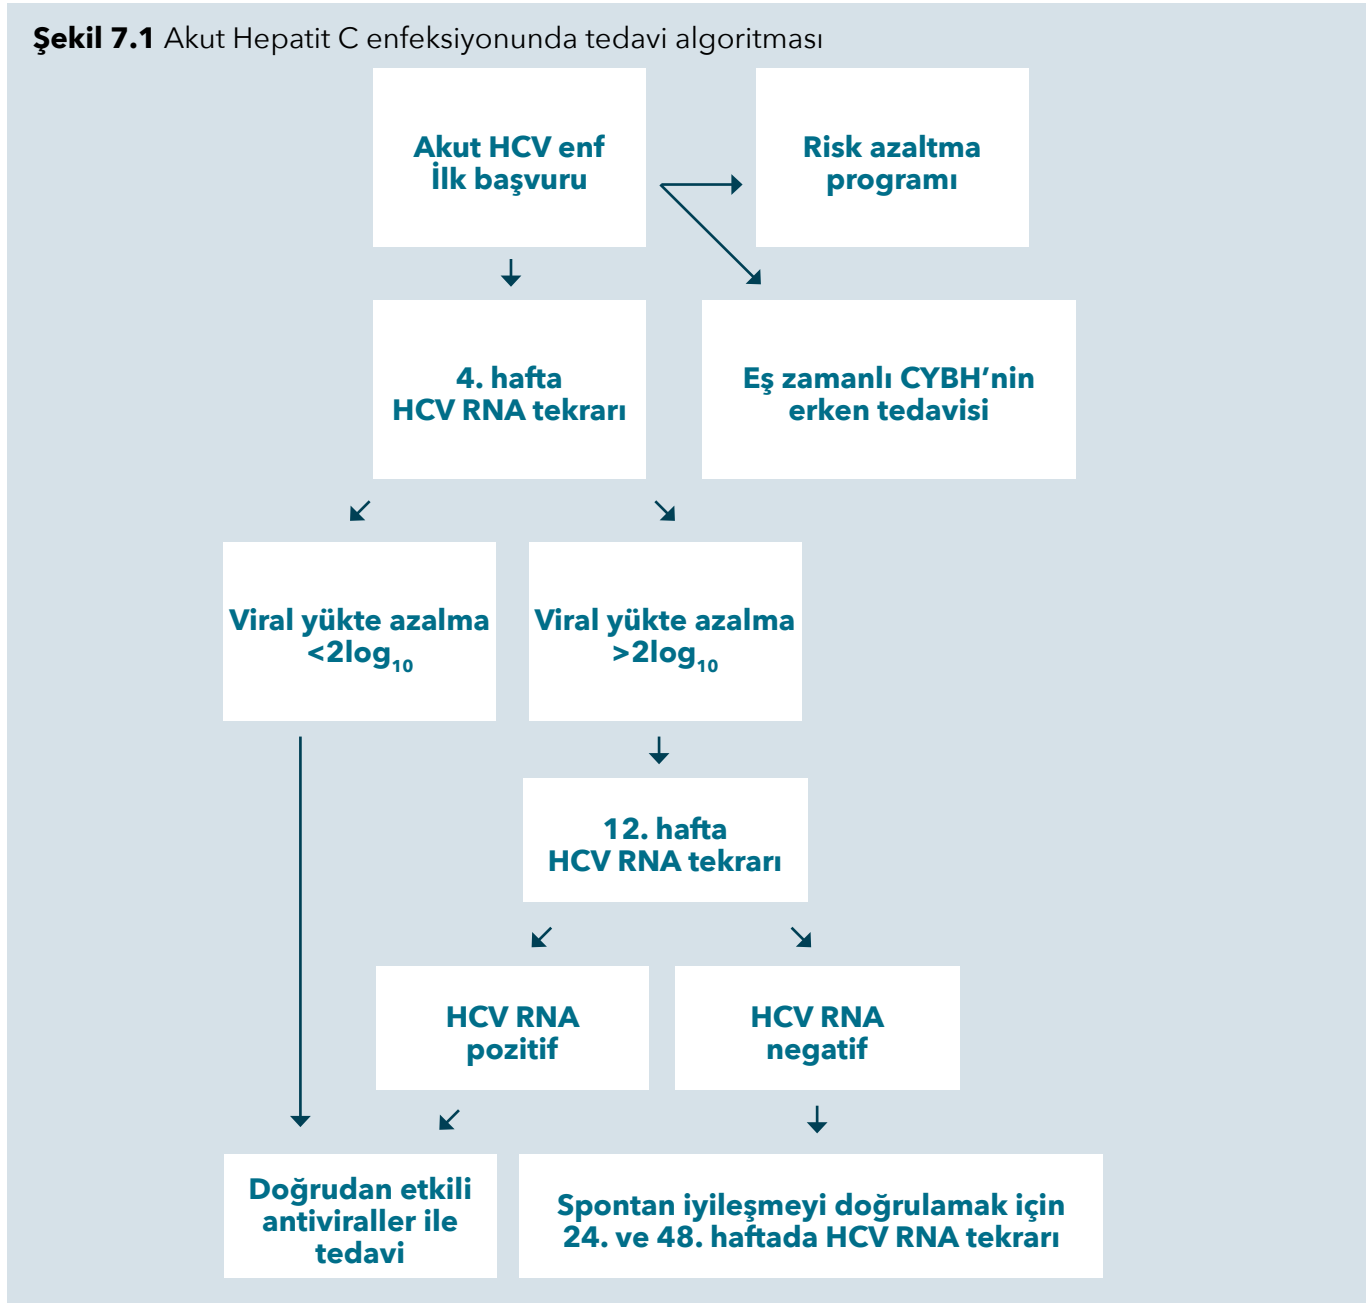 Şekil 7.1 Akut Hepatit C enfeksiyonunda tedavi algoritması
Akut HCV enf
İlk başvuru
Risk azaltma
programı
4. hafta
HCV RNA tekrarı
Eş zamanlı CYBH’nin
erken tedavisi
Viral yükte azalma
<2log₁₀
Viral yükte azalma
>2log₁₀
12. hafta
HCV RNA tekrarı
HCV RNA
pozitif
HCV RNA
negatif
Doğrudan etkili
antiviraller ile
tedavi
Spontan iyileşmeyi doğrulamak için
24. ve 48. haftada HCV RNA tekrarı